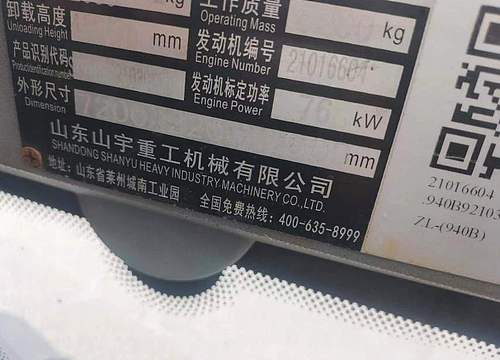 工作质量 kg
Operating Mass
卸载高度 mm
Unloading Height
发动机编号 21016604
Engine Number
产品识别代码
Productidentification number
发动机标定功率 76 kW
Engine Power
外形尺寸 mm
Dimension
山东山宇重工机械有限公司
SHANDONG SHANYU HEAVY INDUSTRY MACHINERY CO.,LTD.
地址：山东省莱州城南工业园 全国免费热线：400-635-8999
21016604
.940B92103
ZL-(940B)